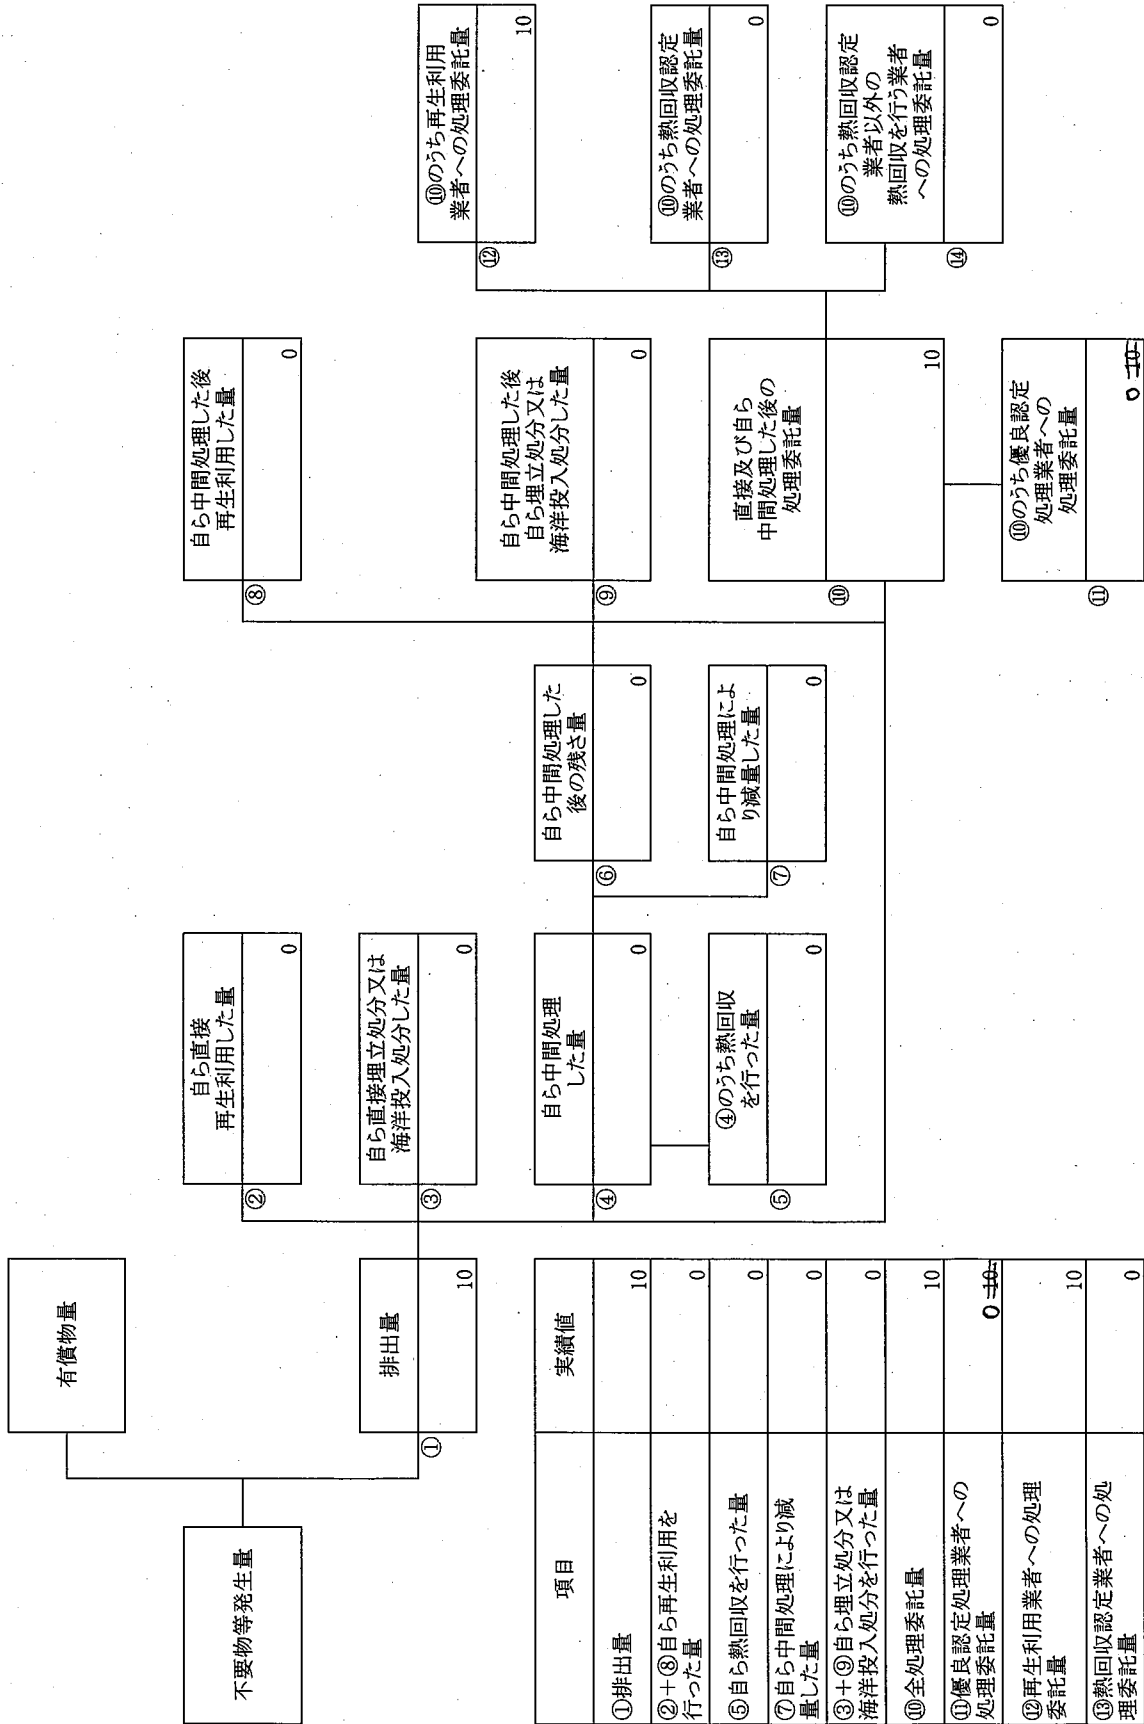 不要物等発生量
有償物量
①
排出量
10
②
自ら直接
再生利用した量
0
③
自ら直接埋立処分又は
海洋投入処分した量
0
④
自ら中間処理
した量
0
⑤
④のうち熱回収
を行った量
0
⑥
自ら中間処理した
後の残さ量
0
⑦
自ら中間処理によ
り減量した量
0
⑧
自ら中間処理した後
再生利用した量
0
⑨
自ら中間処理した後
自ら埋立処分又は
海洋投入処分した量
0
⑩
直接及び自ら
中間処理した後の
処理委託量
10
⑪
⑩のうち優良認定
処理業者への
処理委託量
0 10
⑫
⑩のうち再生利用
業者への処理委託量
10
⑬
⑩のうち熱回収認定
業者への処理委託量
0
⑭
⑩のうち熱回収認定
業者以外の
熱回収を行う業者
への処理委託量
0
項目 実績値
①排出量 10
②+⑧自ら再生利用を
行った量 0
⑤自ら熱回収を行った量 0
⑦自ら中間処理により減
量した量 0
③+⑨自ら埋立処分又は
海洋投入処分を行った量 0
⑩全処理委託量 10
⑪優良認定処理業者への
処理委託量 0 10
⑫再生利用業者への処理
委託量 10
⑬熱回収認定業者への処
理委託量 0